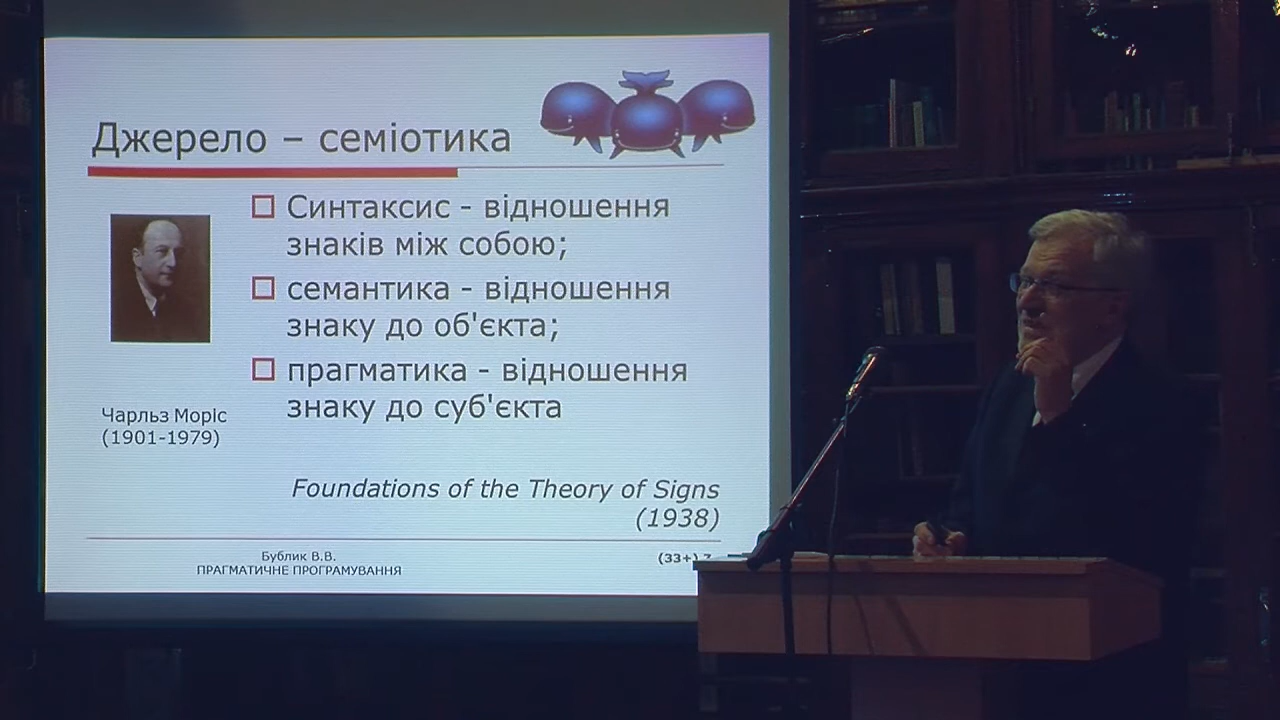 Джерело – семіотика
Синтаксис - відношення
знаків між собою;
семантика - відношення
знаку до об'єкта;
прагматика - відношення
знаку до суб'єкта
Чарльз Моріс
(1901-1979)
Foundations of the Theory of Signs
(1938)
Бублик В.В.
ПРАГМАТИЧНЕ ПРОГРАМУВАННЯ
(33+)